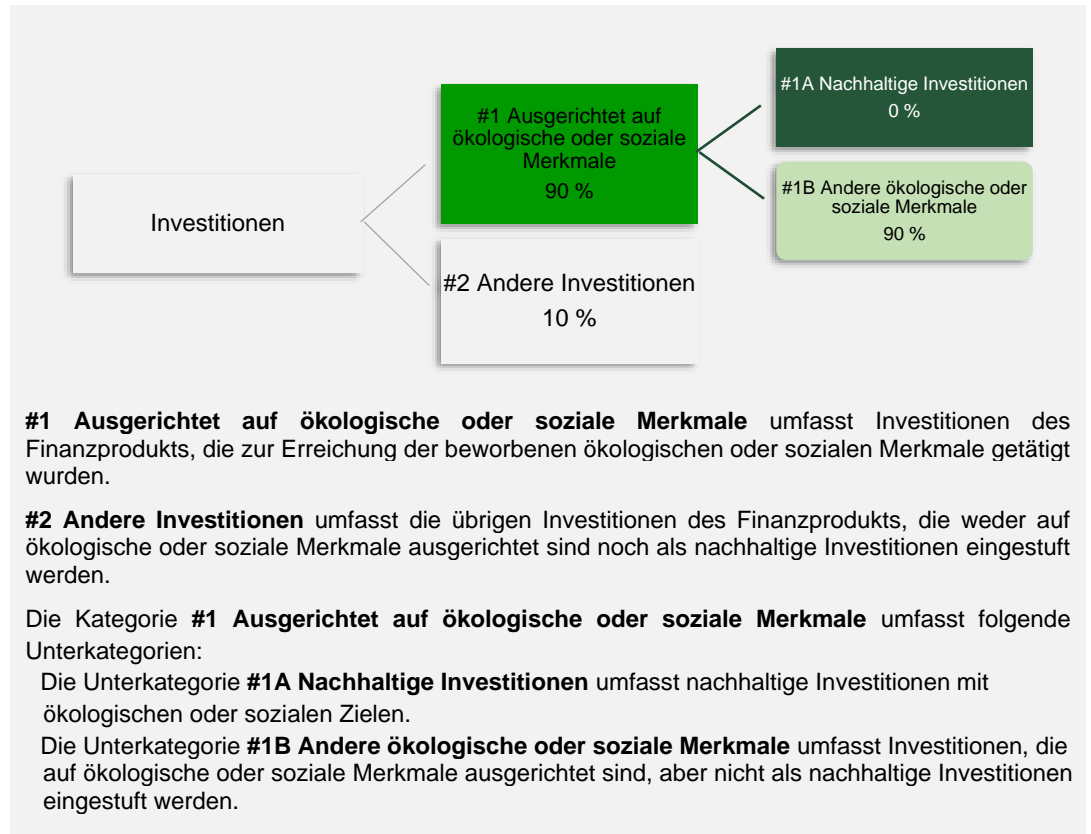 #1A Nachhaltige Investitionen
0 %
#1 Ausgerichtet auf
ökologische oder soziale
Merkmale
90 %
#1B Andere ökologische oder
soziale Merkmale
90 %
Investitionen
#2 Andere Investitionen
10 %
#1 Ausgerichtet auf ökologische oder soziale Merkmale umfasst Investitionen des
Finanzprodukts, die zur Erreichung der beworbenen ökologischen oder sozialen Merkmale getätigt
wurden.
#2 Andere Investitionen umfasst die übrigen Investitionen des Finanzprodukts, die weder auf
ökologische oder soziale Merkmale ausgerichtet sind noch als nachhaltige Investitionen eingestuft
werden.
Die Kategorie #1 Ausgerichtet auf ökologische oder soziale Merkmale umfasst folgende
Unterkategorien:
Die Unterkategorie #1A Nachhaltige Investitionen umfasst nachhaltige Investitionen mit
ökologischen oder sozialen Zielen.
Die Unterkategorie #1B Andere ökologische oder soziale Merkmale umfasst Investitionen, die
auf ökologische oder soziale Merkmale ausgerichtet sind, aber nicht als nachhaltige Investitionen
eingestuft werden.